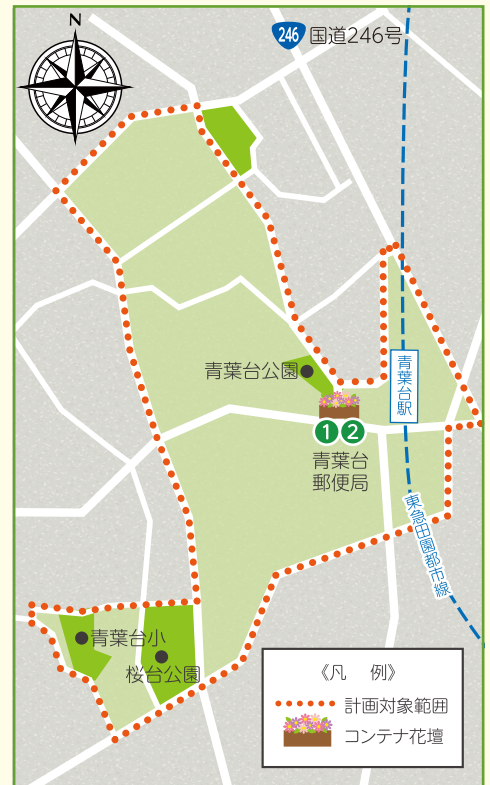 N
246 国道246号
青葉台公園
青葉台駅
1 2
青葉台
郵便局
東急田園都市線
青葉台小
桜台公園
《凡 例》
計画対象範囲
コンテナ花壇